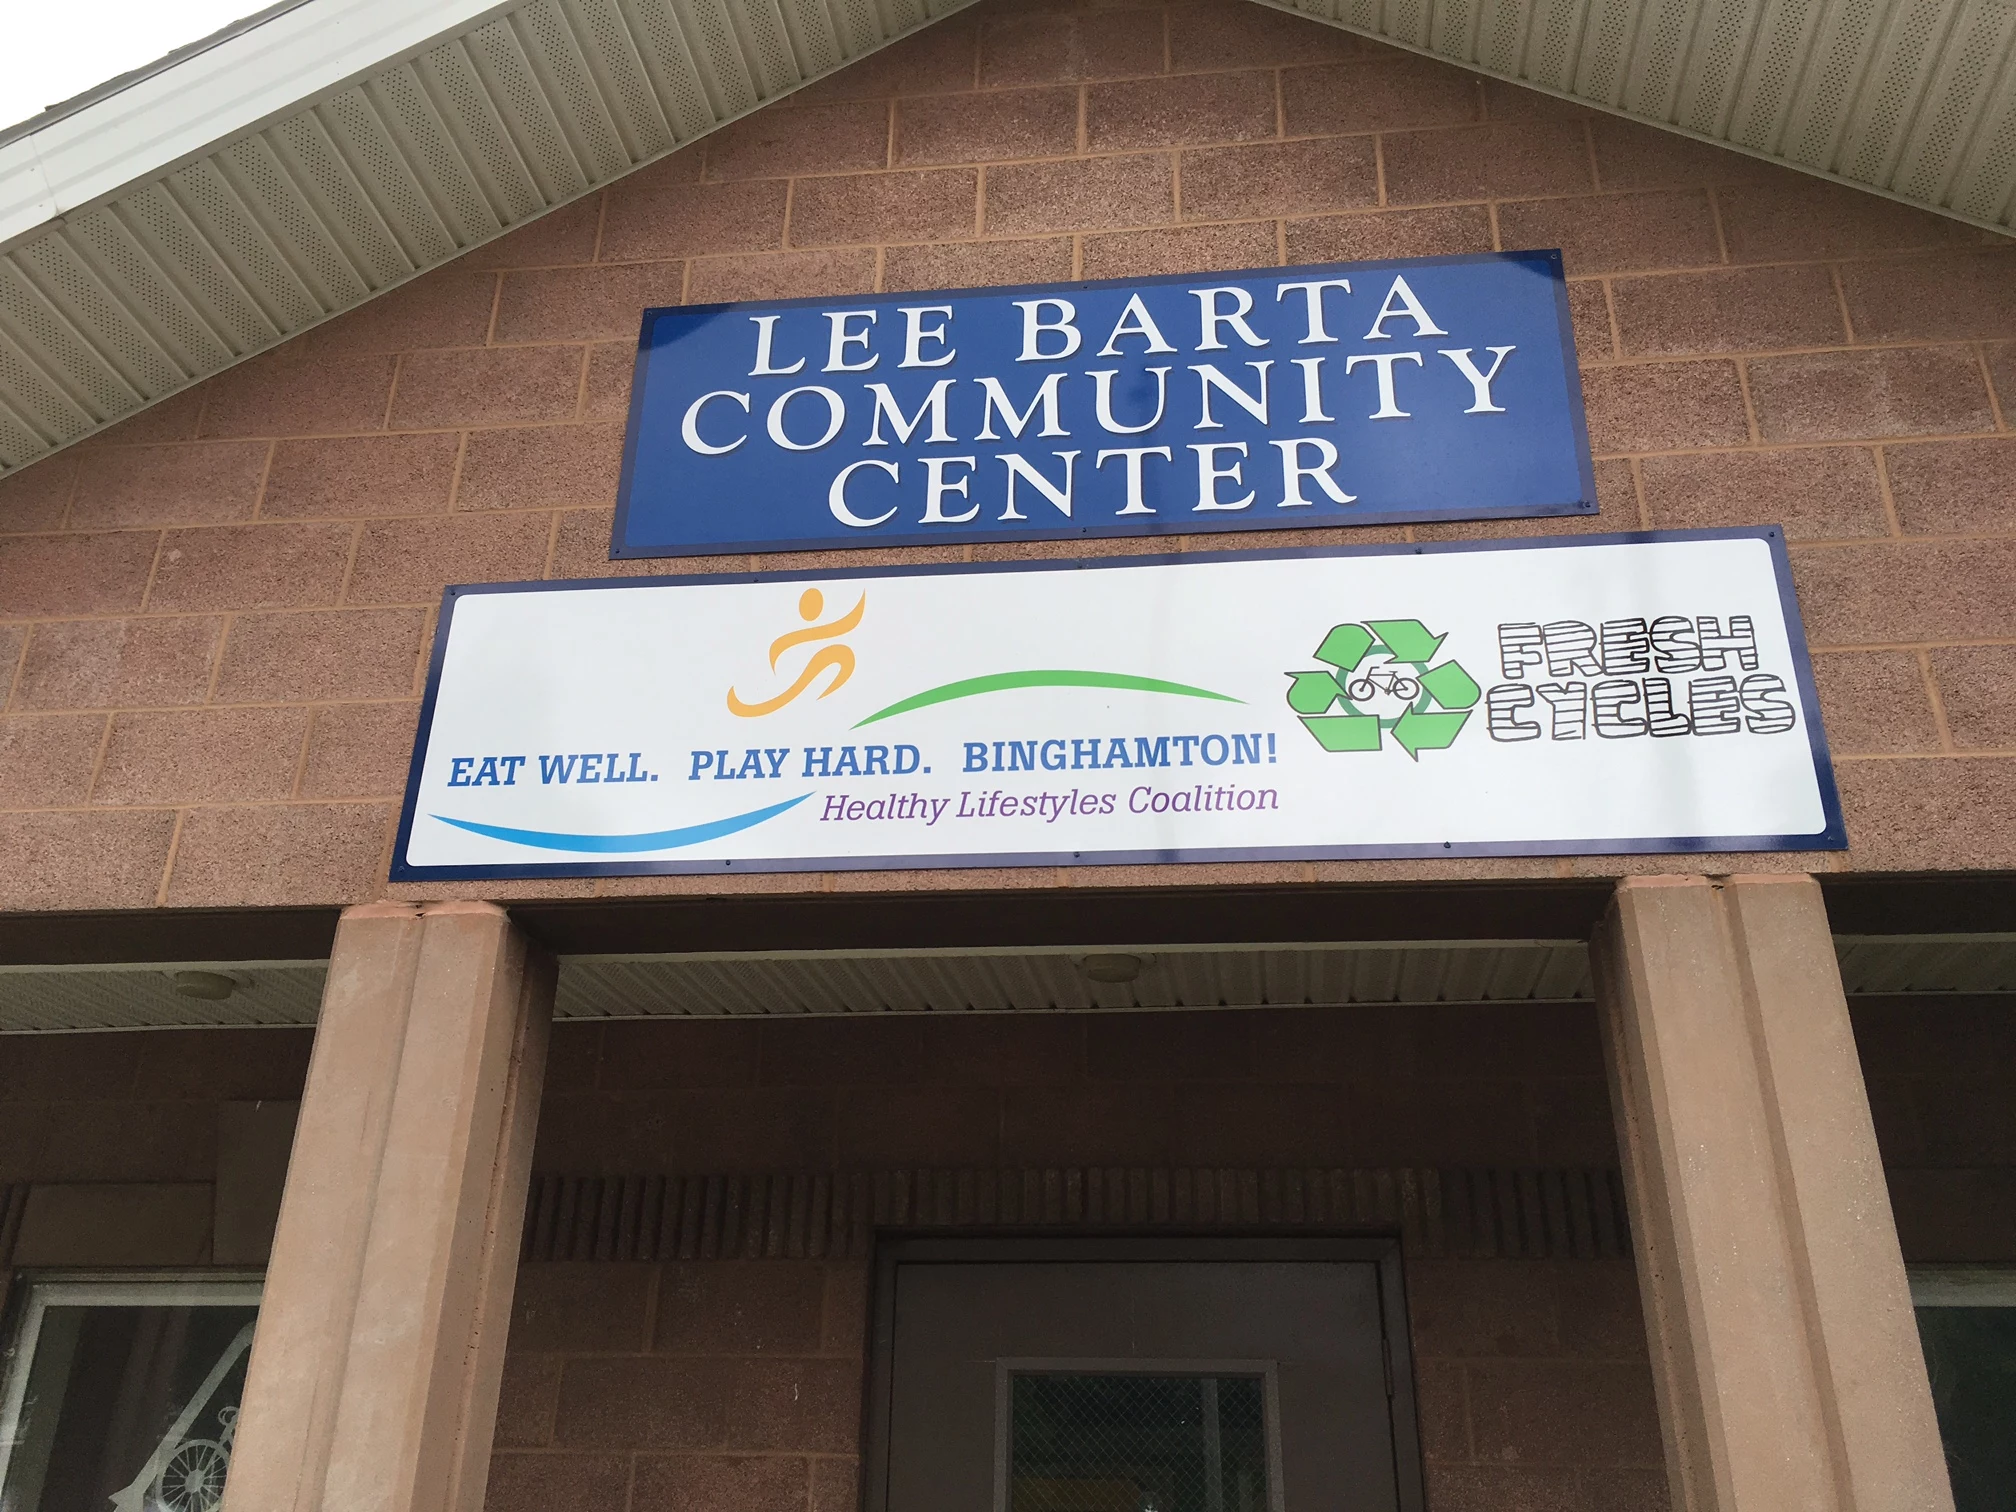 LEE BARTA
COMMUNITY
CENTER
EAT WELL. PLAY HARD. BINGHAMTON!
Healthy Lifestyles Coalition
FRESH
CYCLES